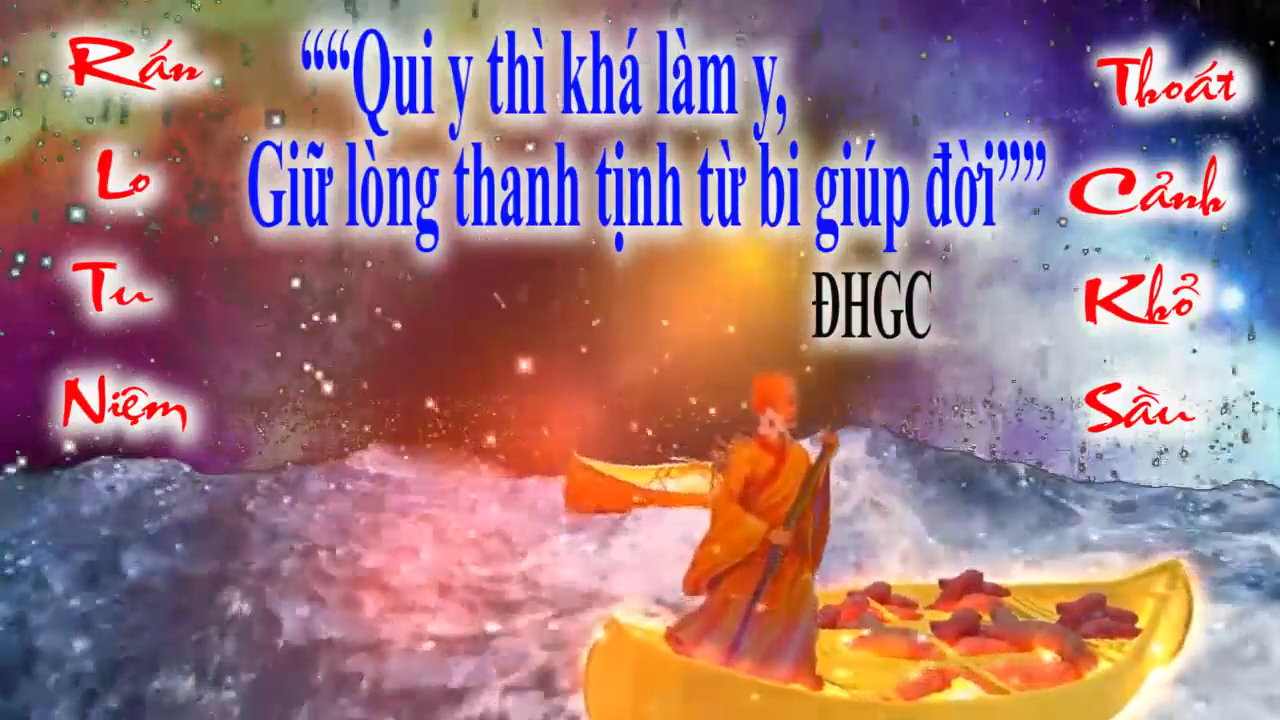 ““Qui y thì khá làm y,
Giữ lòng thanh tịnh từ bi giúp đời””
ĐHGC
Rán
Lo
Tu
Niệm
Thoát
Cảnh
Khổ
Sầu